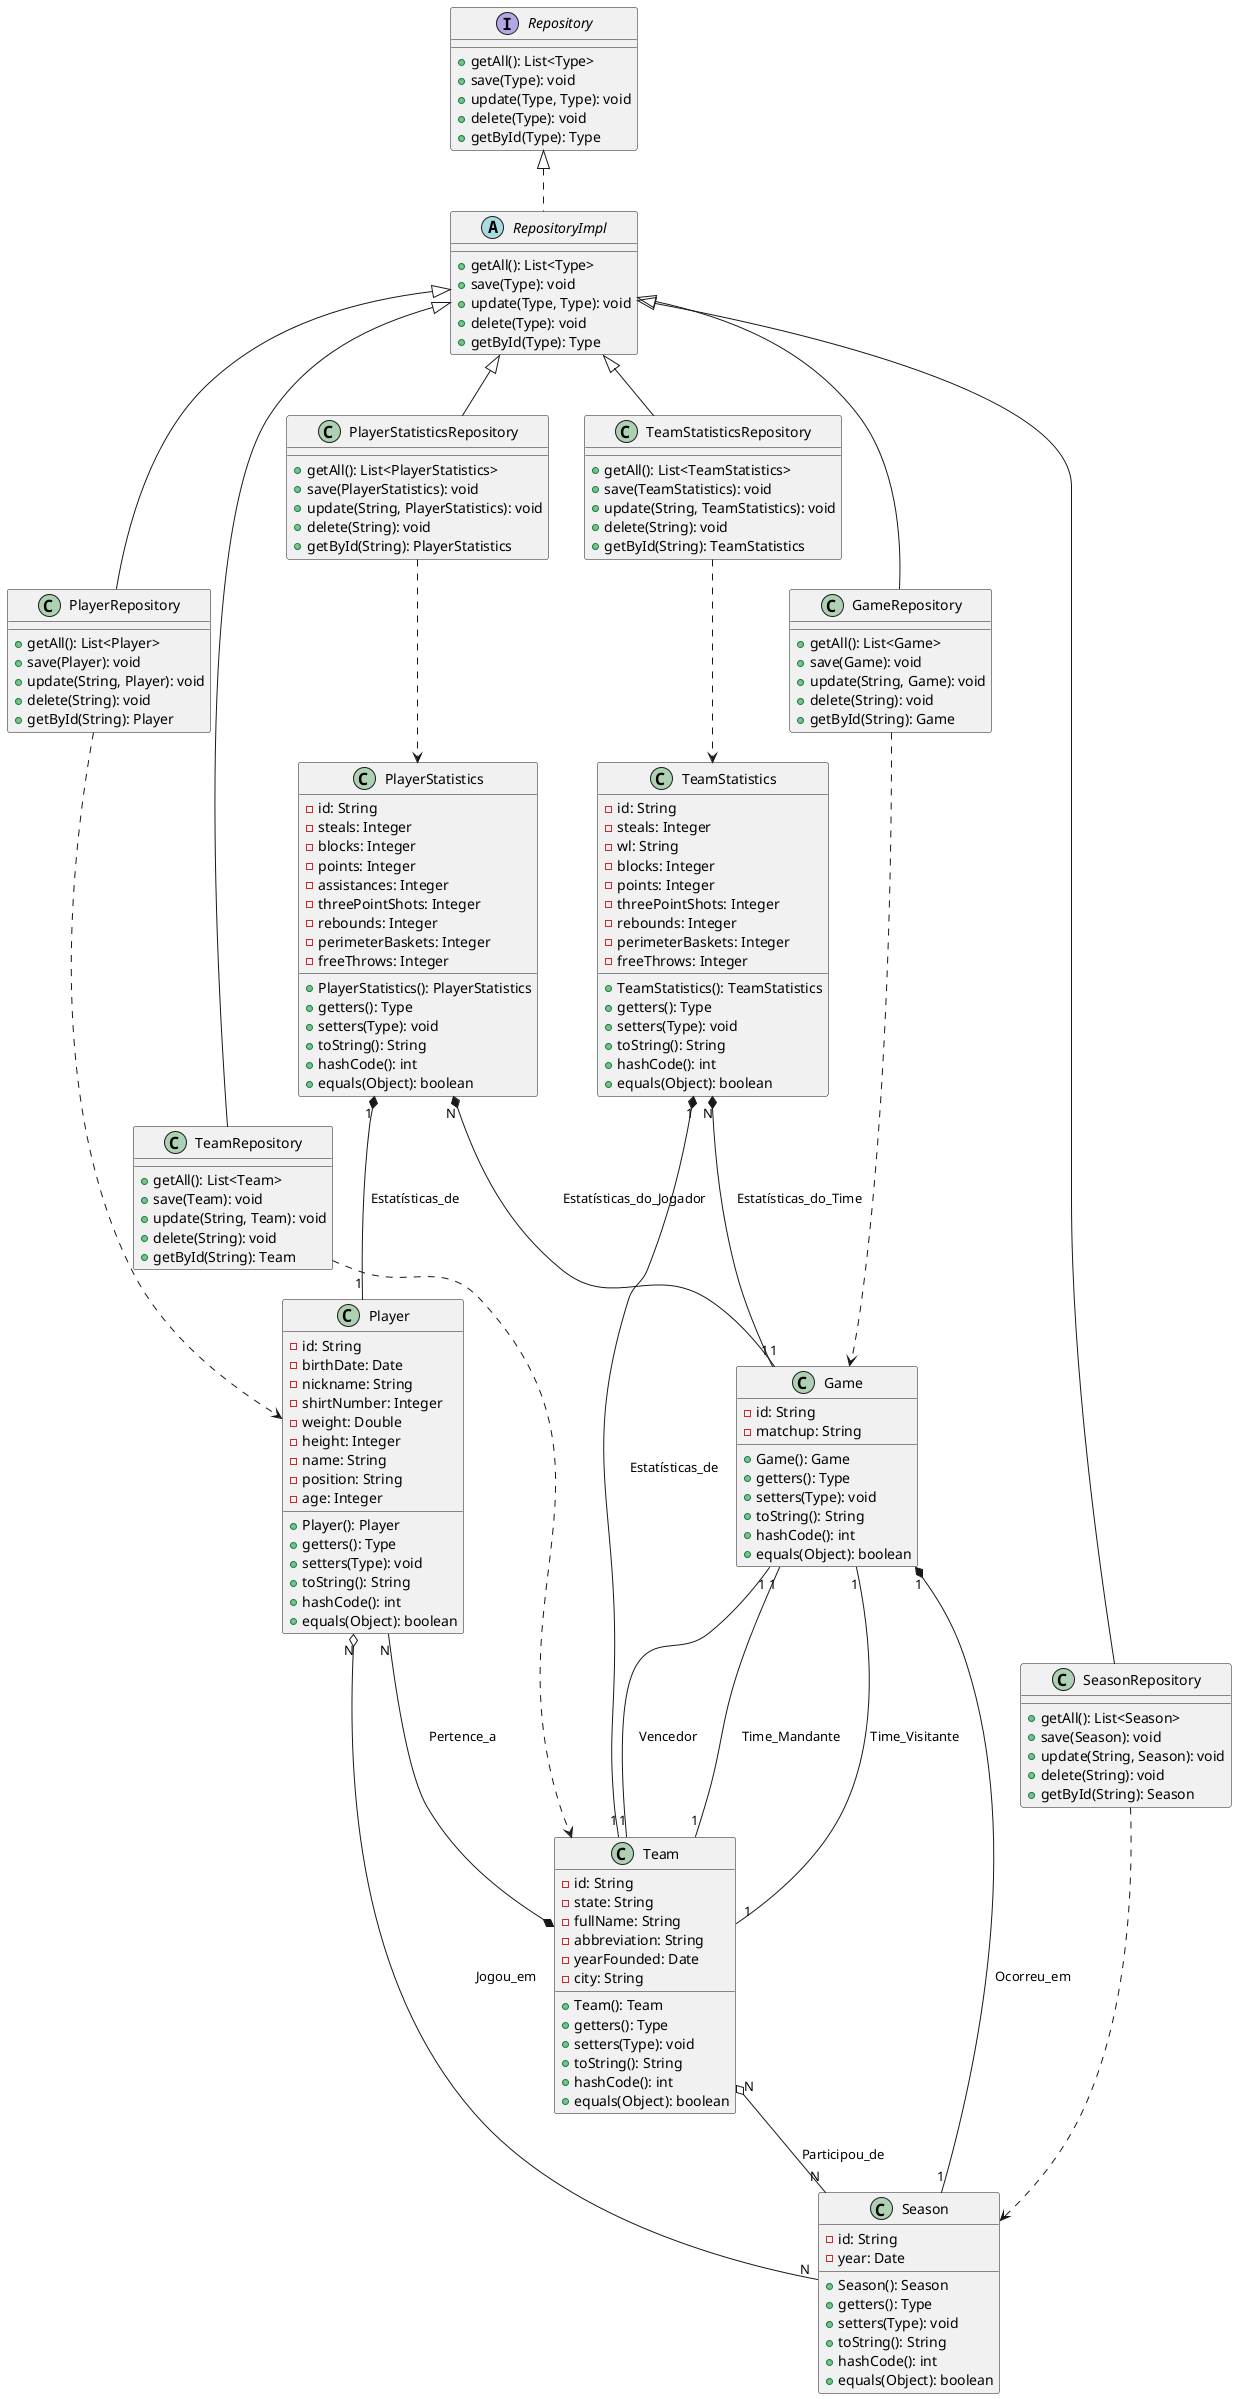 I Repository
getAll(): List<Type>
save(Type): void
update(Type, Type): void
delete(Type): void
getById(Type): Type
A RepositoryImpl
getAll(): List<Type>
save(Type): void
update(Type, Type): void
delete(Type): void
getById(Type): Type
C PlayerStatisticsRepository
getAll(): List<PlayerStatistics>
save(PlayerStatistics): void
update(String, PlayerStatistics): void
delete(String): void
getById(String): PlayerStatistics
C TeamStatisticsRepository
getAll(): List<TeamStatistics>
save(TeamStatistics): void
update(String, TeamStatistics): void
delete(String): void
getById(String): TeamStatistics
C PlayerRepository
getAll(): List<Player>
save(Player): void
update(String, Player): void
delete(String): void
getById(String): Player
C GameRepository
getAll(): List<Game>
save(Game): void
update(String, Game): void
delete(String): void
getById(String): Game
C PlayerStatistics
id: String
steals: Integer
blocks: Integer
points: Integer
assistances: Integer
threePointShots: Integer
rebounds: Integer
perimeterBaskets: Integer
freeThrows: Integer
PlayerStatistics(): PlayerStatistics
getters(): Type
setters(Type): void
toString(): String
hashCode(): int
equals(Object): boolean
C TeamStatistics
id: String
steals: Integer
wl: String
blocks: Integer
points: Integer
threePointShots: Integer
rebounds: Integer
perimeterBaskets: Integer
freeThrows: Integer
TeamStatistics(): TeamStatistics
getters(): Type
setters(Type): void
toString(): String
hashCode(): int
equals(Object): boolean
1
N
1
N
C TeamRepository
getAll(): List<Team>
save(Team): void
update(String, Team): void
delete(String): void
getById(String): Team
Estatísticas_de
Estatísticas_do_Jogador
Estatísticas_do_Time
1
1
1
C Player
id: String
birthDate: Date
nickname: String
shirtNumber: Integer
weight: Double
height: Integer
name: String
position: String
age: Integer
Player(): Player
getters(): Type
setters(Type): void
toString(): String
hashCode(): int
equals(Object): boolean
Estatísticas_de
C Game
id: String
matchup: String
Game(): Game
getters(): Type
setters(Type): void
toString(): String
hashCode(): int
equals(Object): boolean
N
N
1
1
1
1
C SeasonRepository
getAll(): List<Season>
save(Season): void
update(String, Season): void
delete(String): void
getById(String): Season
Pertence_a
Vencedor
Time_Mandante
Time_Visitante
1
1
1
1
C Team
id: String
state: String
fullName: String
abbreviation: String
yearFounded: Date
city: String
Team(): Team
getters(): Type
setters(Type): void
toString(): String
hashCode(): int
equals(Object): boolean
Jogou_em
Ocorreu_em
N
Participou_de
N
1
N
C Season
id: String
year: Date
Season(): Season
getters(): Type
setters(Type): void
toString(): String
hashCode(): int
equals(Object): boolean